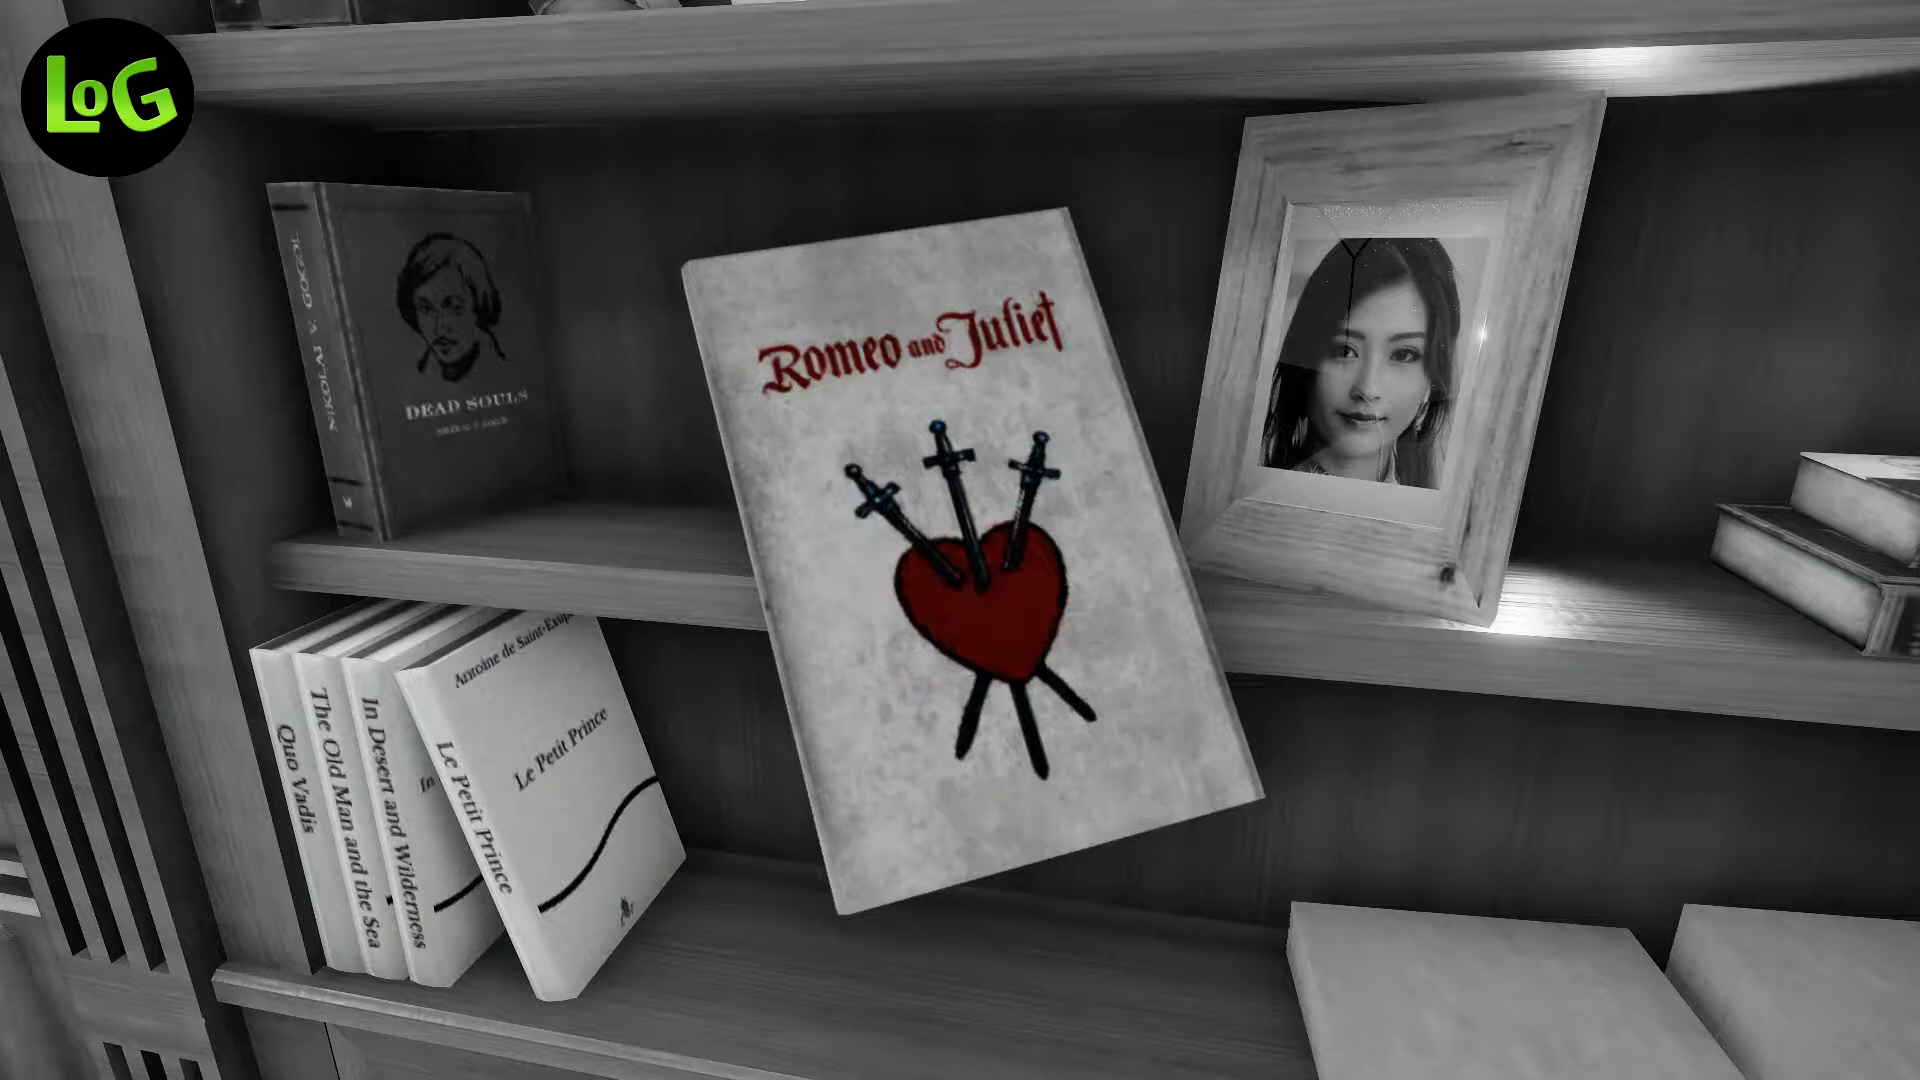 LoG
NIKOLAI V. GOGOL
DEAD SOULS
Romeo and Juliet
Quo Vadis
The Old Man and the Sea
In Desert and Wilderness
In
Le Petit Prince
Antoine de Saint-Exup
Le Petit Prince